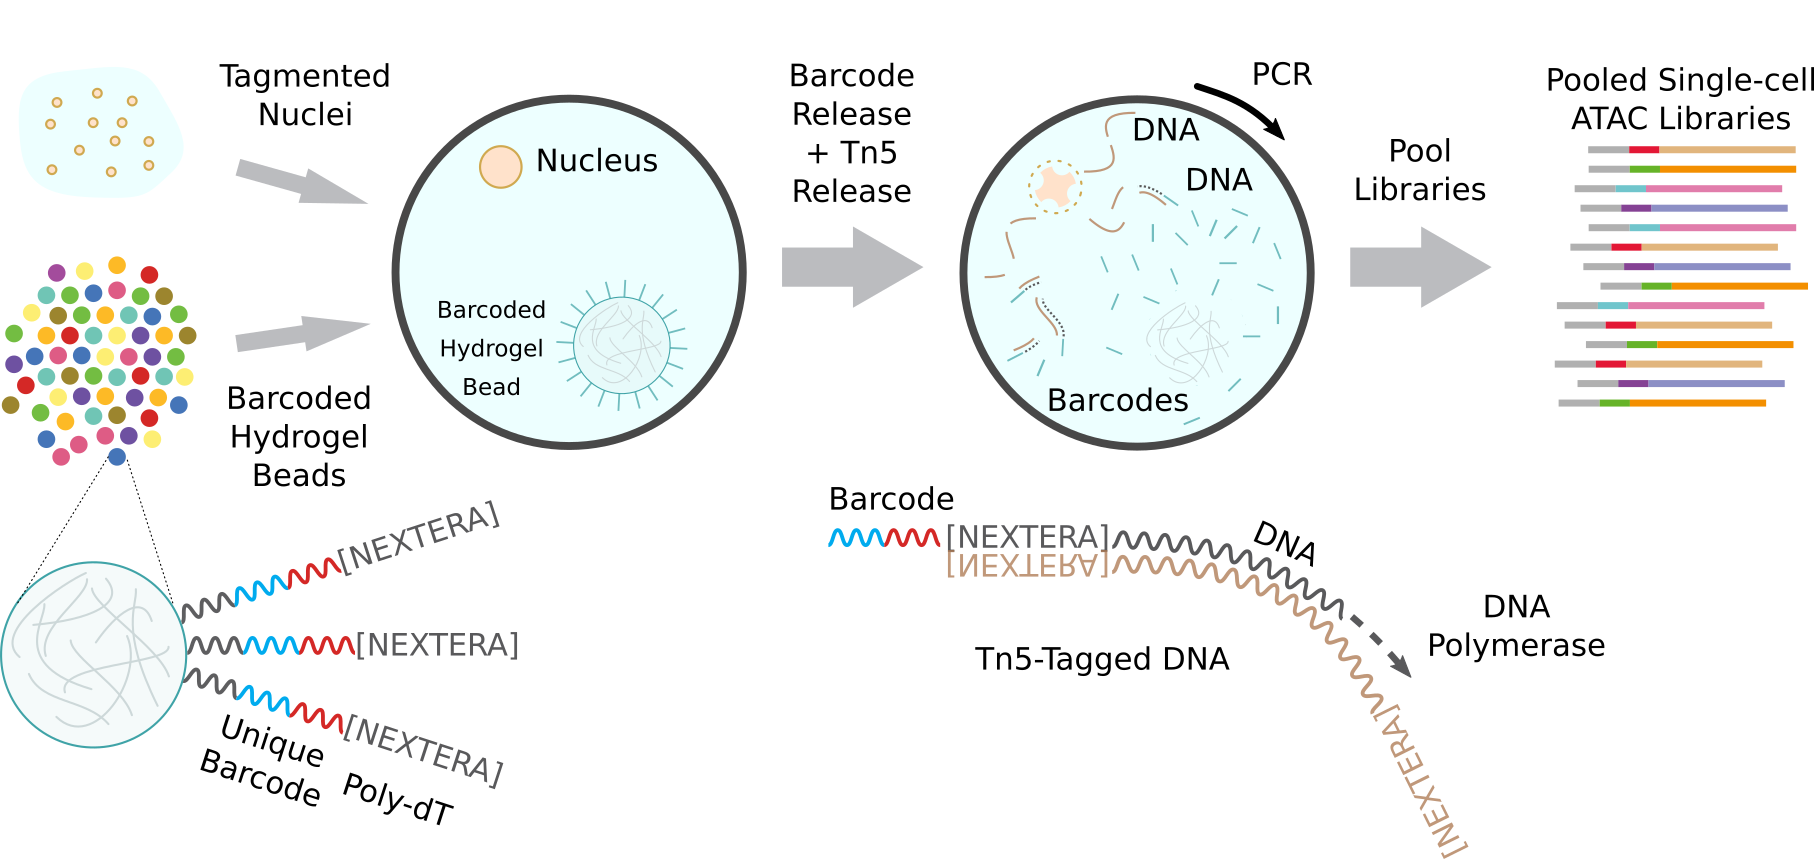 Tagmented
Nuclei
Barcoded
Hydrogel
Beads
[NEXTERA]
[NEXTERA]
[NEXTERA]
Unique
Barcode
Poly-dT
Nucleus
Barcoded
Hydrogel
Bead
Barcode
Release
+ Tn5
Release
PCR
DNA
DNA
Barcodes
Pool
Libraries
Pooled Single-cell
ATAC Libraries
Barcode
[NEXTERA]
[NEXTERA]
DNA
Tn5-Tagged DNA
DNA
Polymerase
[NEXTERA]